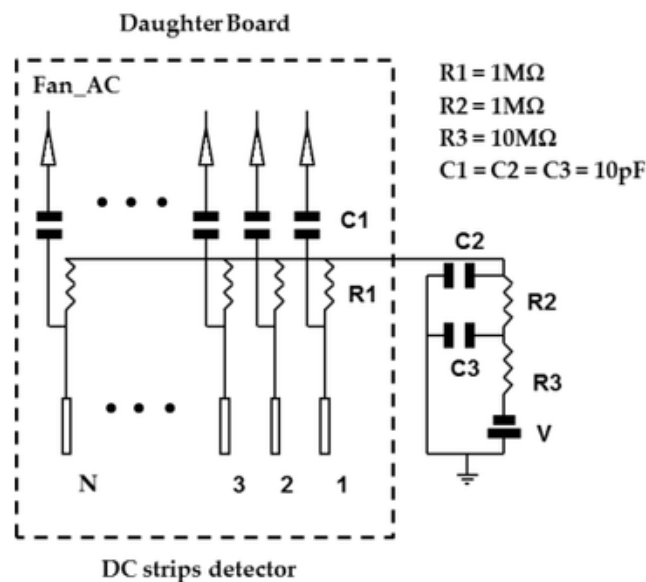 Daughter Board
Fan_AC
R1 = 1MΩ
R2 = 1MΩ
R3 = 10MΩ
C1 = C2 = C3 = 10pF
C1
C2
R1
R2
C3
R3
V
N
3
2
1
DC strips detector